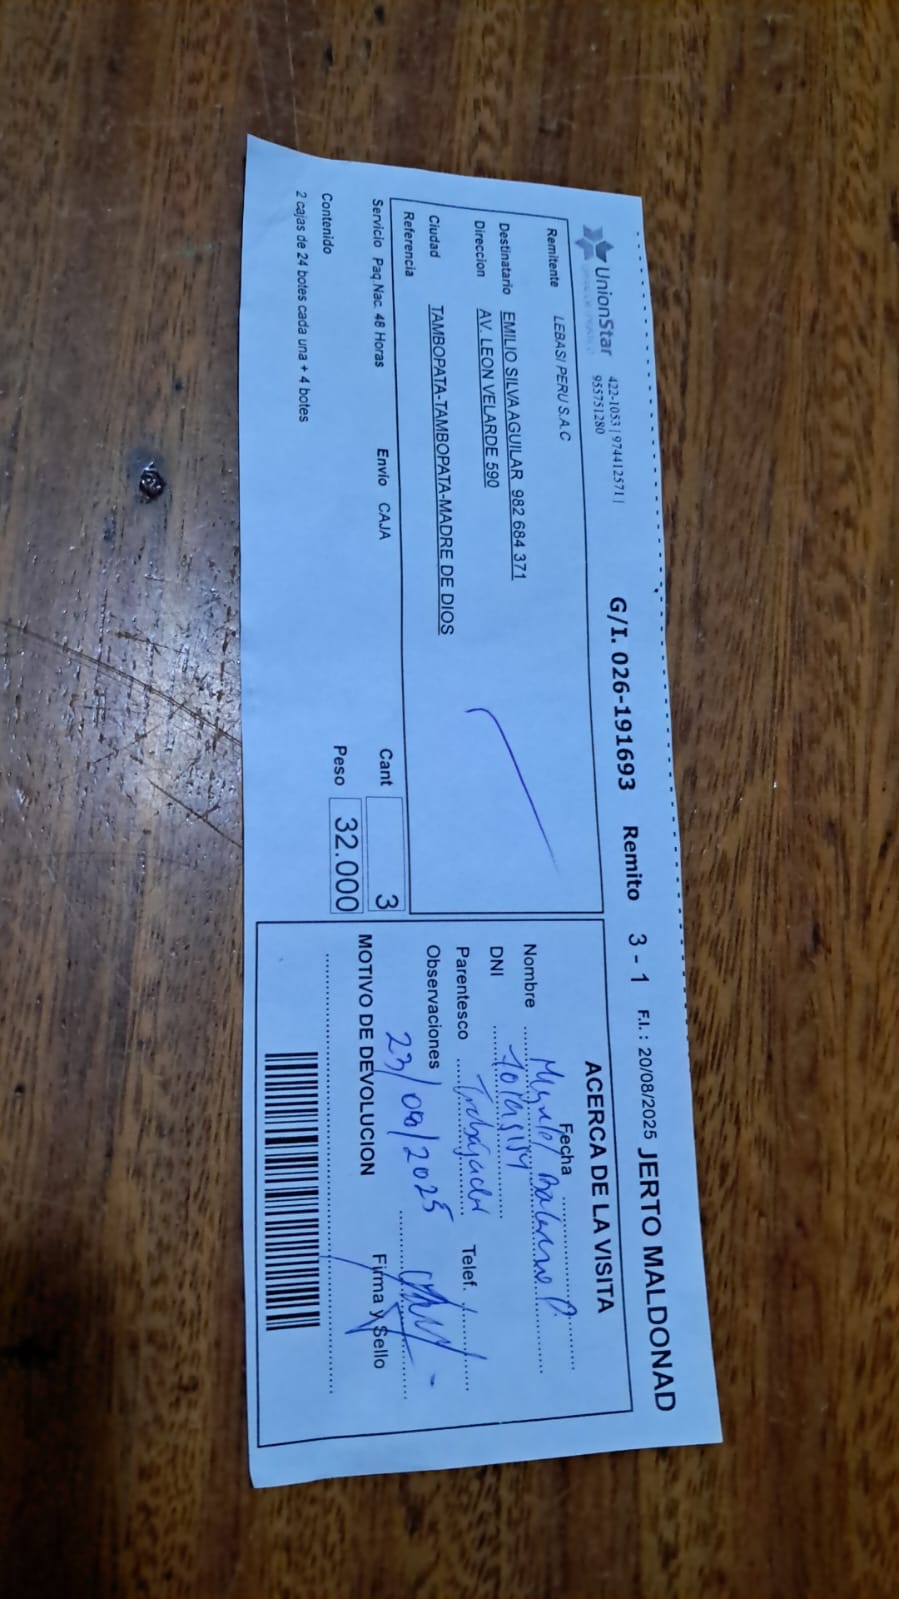 UnionStar
422-1053 | 974412571 |
955751280
G/I. 026-191693 Remito 3 - 1 F.I.: 20/08/2025 JERTO MALDONAD
Remitente LEBASI PERU S.A.C
Destinatario EMILIO SILVA AGUILAR 982 684 371
Direccion AV. LEON VELARDE 590
Ciudad TAMBOPATA-TAMBOPATA-MADRE DE DIOS
Referencia
Servicio Paq.Nac. 48 Horas Envio CAJA Cant 3
Peso 32.000
Contenido
2 cajas de 24 botes cada una + 4 botes
ACERCA DE LA VISITA
Fecha
Nombre
DNI
Parentesco Trabajador Telef.
Observaciones
23/08/2025
MOTIVO DE DEVOLUCION Firma y Sello